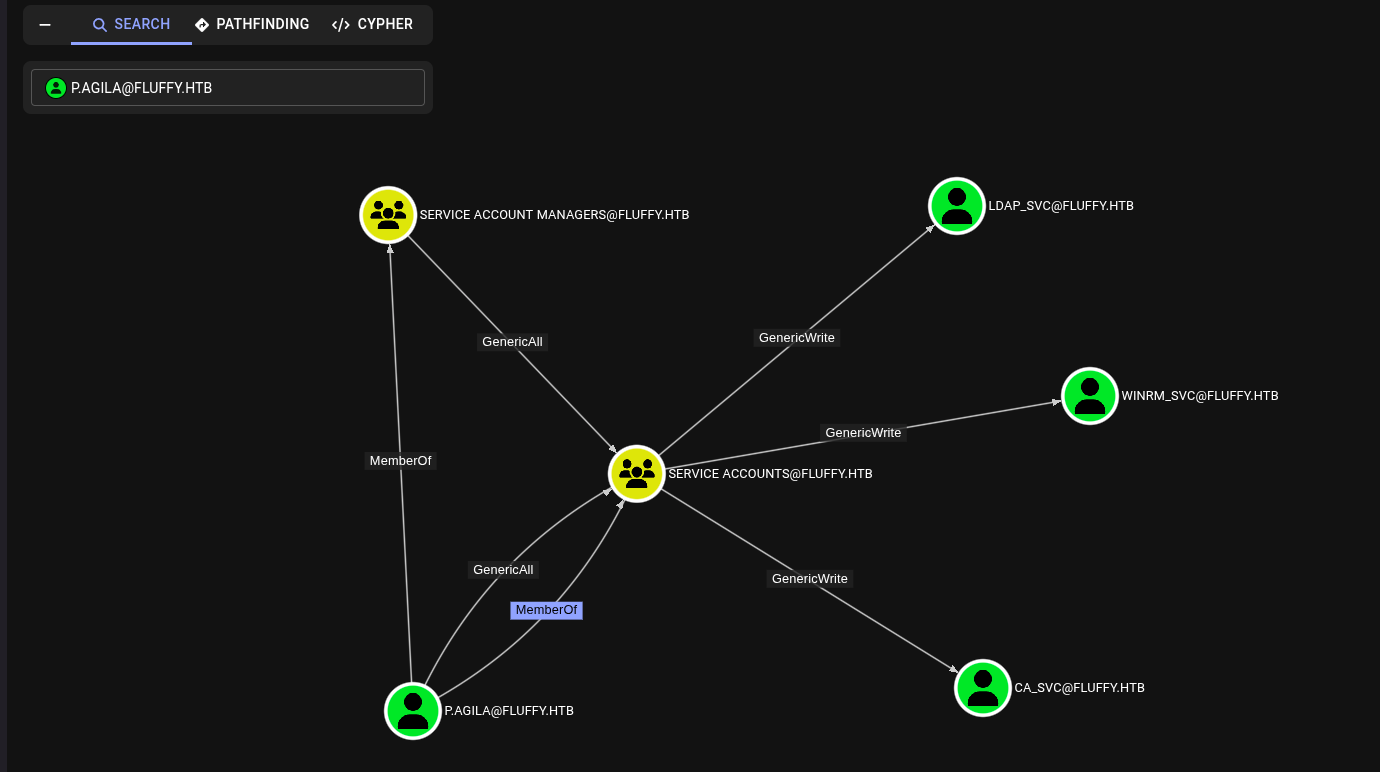 SEARCH
PATHFINDING
</> CYPHER
P.AGILA@FLUFFY.HTB
LDAP_SVC@FLUFFY.HTB
SERVICE ACCOUNT MANAGERS@FLUFFY.HTB
GenericWrite
GenericAll
WINRM_SVC@FLUFFY.HTB
GenericWrite
MemberOf
SERVICE ACCOUNTS@FLUFFY.HTB
GenericAll
GenericWrite
MemberOf
CA_SVC@FLUFFY.HTB
P.AGILA@FLUFFY.HTB